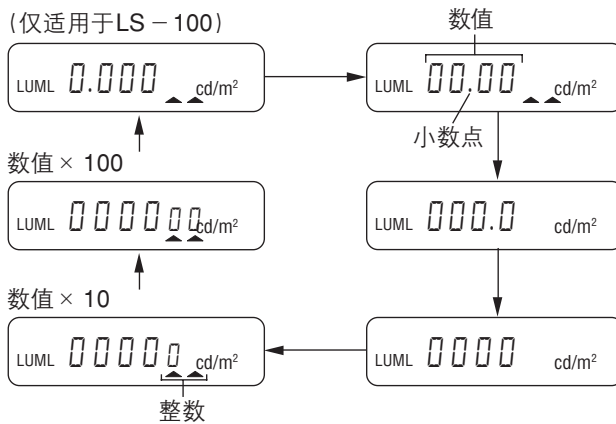 (仅适用于LS－100)
数值
LUML 0.000 cd/m²
LUML 00.00 cd/m²
小数点
数值 × 100
LUML 000000 cd/m²
LUML 000.0 cd/m²
数值 × 10
LUML 00000 cd/m²
LUML 0000 cd/m²
整数